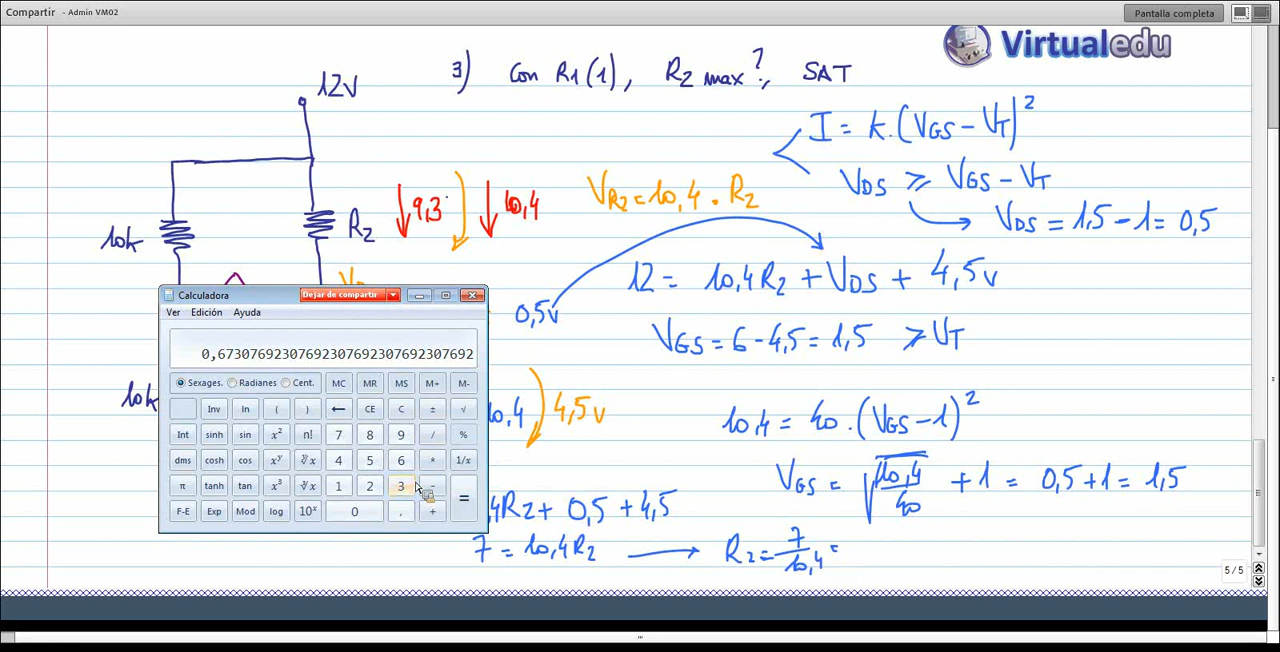 Compartir - Admin VM02
Pantalla completa
Virtualedu
3) Con R1(1), R2 max?, SAT
12V
I = k.(VGS - VT)^2
VDS ≥ VGS - VT
VDS = 1,5 - 1 = 0,5
10k
R2
9,3
10,4
VR2 = 10,4 . R2
12 = 10,4R2 + VDS + 4,5v
0,5v
VGS = 6 - 4,5 = 1,5 ≥ VT
Calculadora
Dejar de compartir
Ver Edición Ayuda
0,67307692307692307692307692307692
Sexages. Radianes Cent. MC MR MS M+ M-
Inv ln ( ) ← CE C ± √
Int sinh sin x² n! 7 8 9 / %
dms cosh cos x^y ʸ√x 4 5 6 * 1/x
π tanh tan x³ ³√x 1 2 3 - =
F-E Exp Mod log 10^x 0 , +
10k
10,4
4,5v
10,4 = 40.(VGS - 1)^2
VGS = √10,4/40 + 1 = 0,5 + 1 = 1,5
,4R2 + 0,5 + 4,5
7 = 10,4R2 → R2 = 7/10,4 =
5 / 5